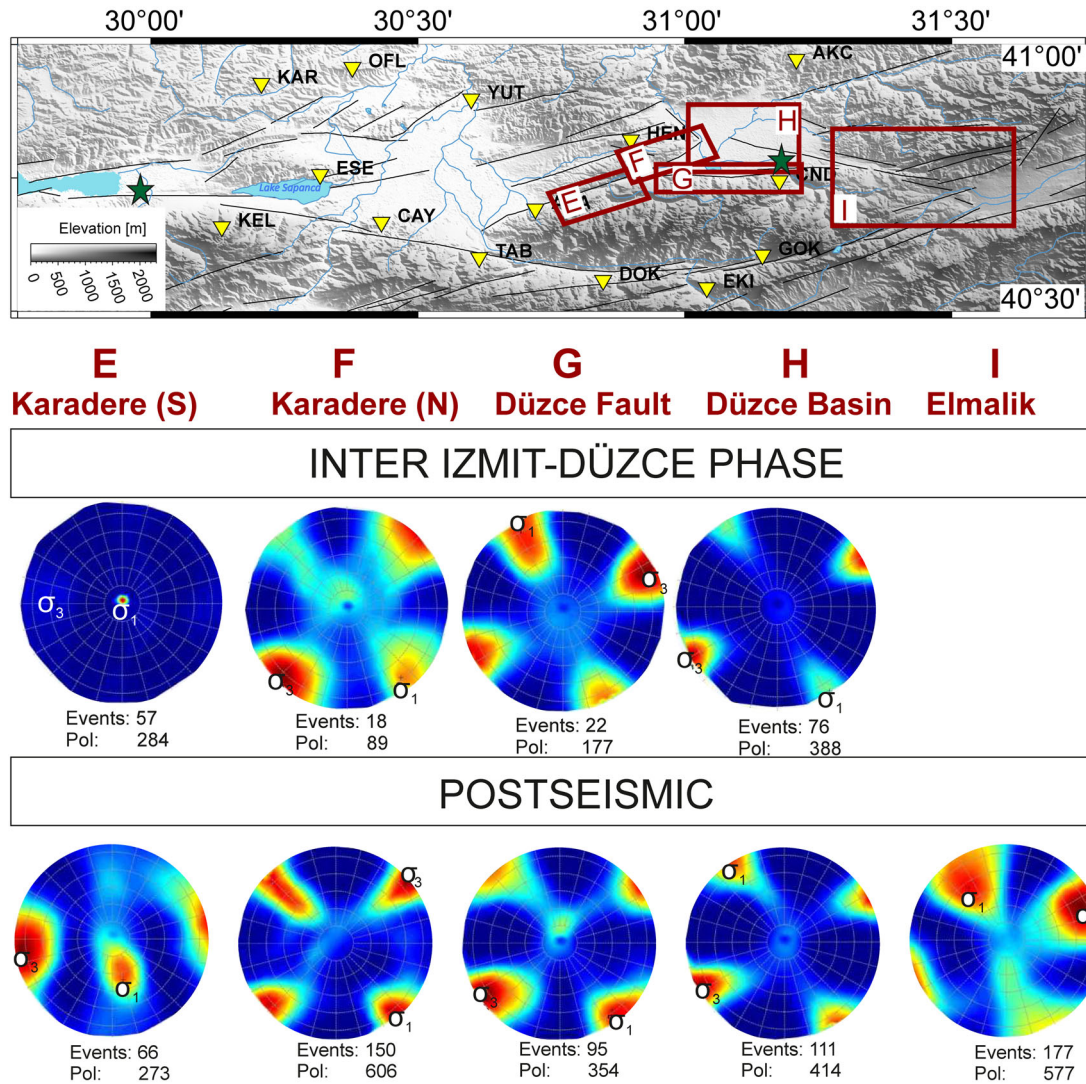 30°00' 30°30' 31°00' 31°30'
41°00'
AKC
OFL
KAR
YUT
H
HEN
F
ESE
CND
G
Lake Sapanca
E
I
KEL
CAY
Elevation [m]
TAB
GOK
DOK
EKI
0 500 1000 1500 2000
40°30'
E F G H I
Karadere (S) Karadere (N) Düzce Fault Düzce Basin Elmalik
INTER IZMIT-DÜZCE PHASE
σ1 σ3
σ3 σ1
σ3 σ1
σ3 σ1
Events: 57 Events: 18 Events: 22 Events: 76
Pol: 284 Pol: 89 Pol: 177 Pol: 388
POSTSEISMIC
σ3 σ1
σ3 σ1
σ3 σ1
σ1 σ3
σ1 σ
Events: 66 Events: 150 Events: 95 Events: 111 Events: 177
Pol: 273 Pol: 606 Pol: 354 Pol: 414 Pol: 577